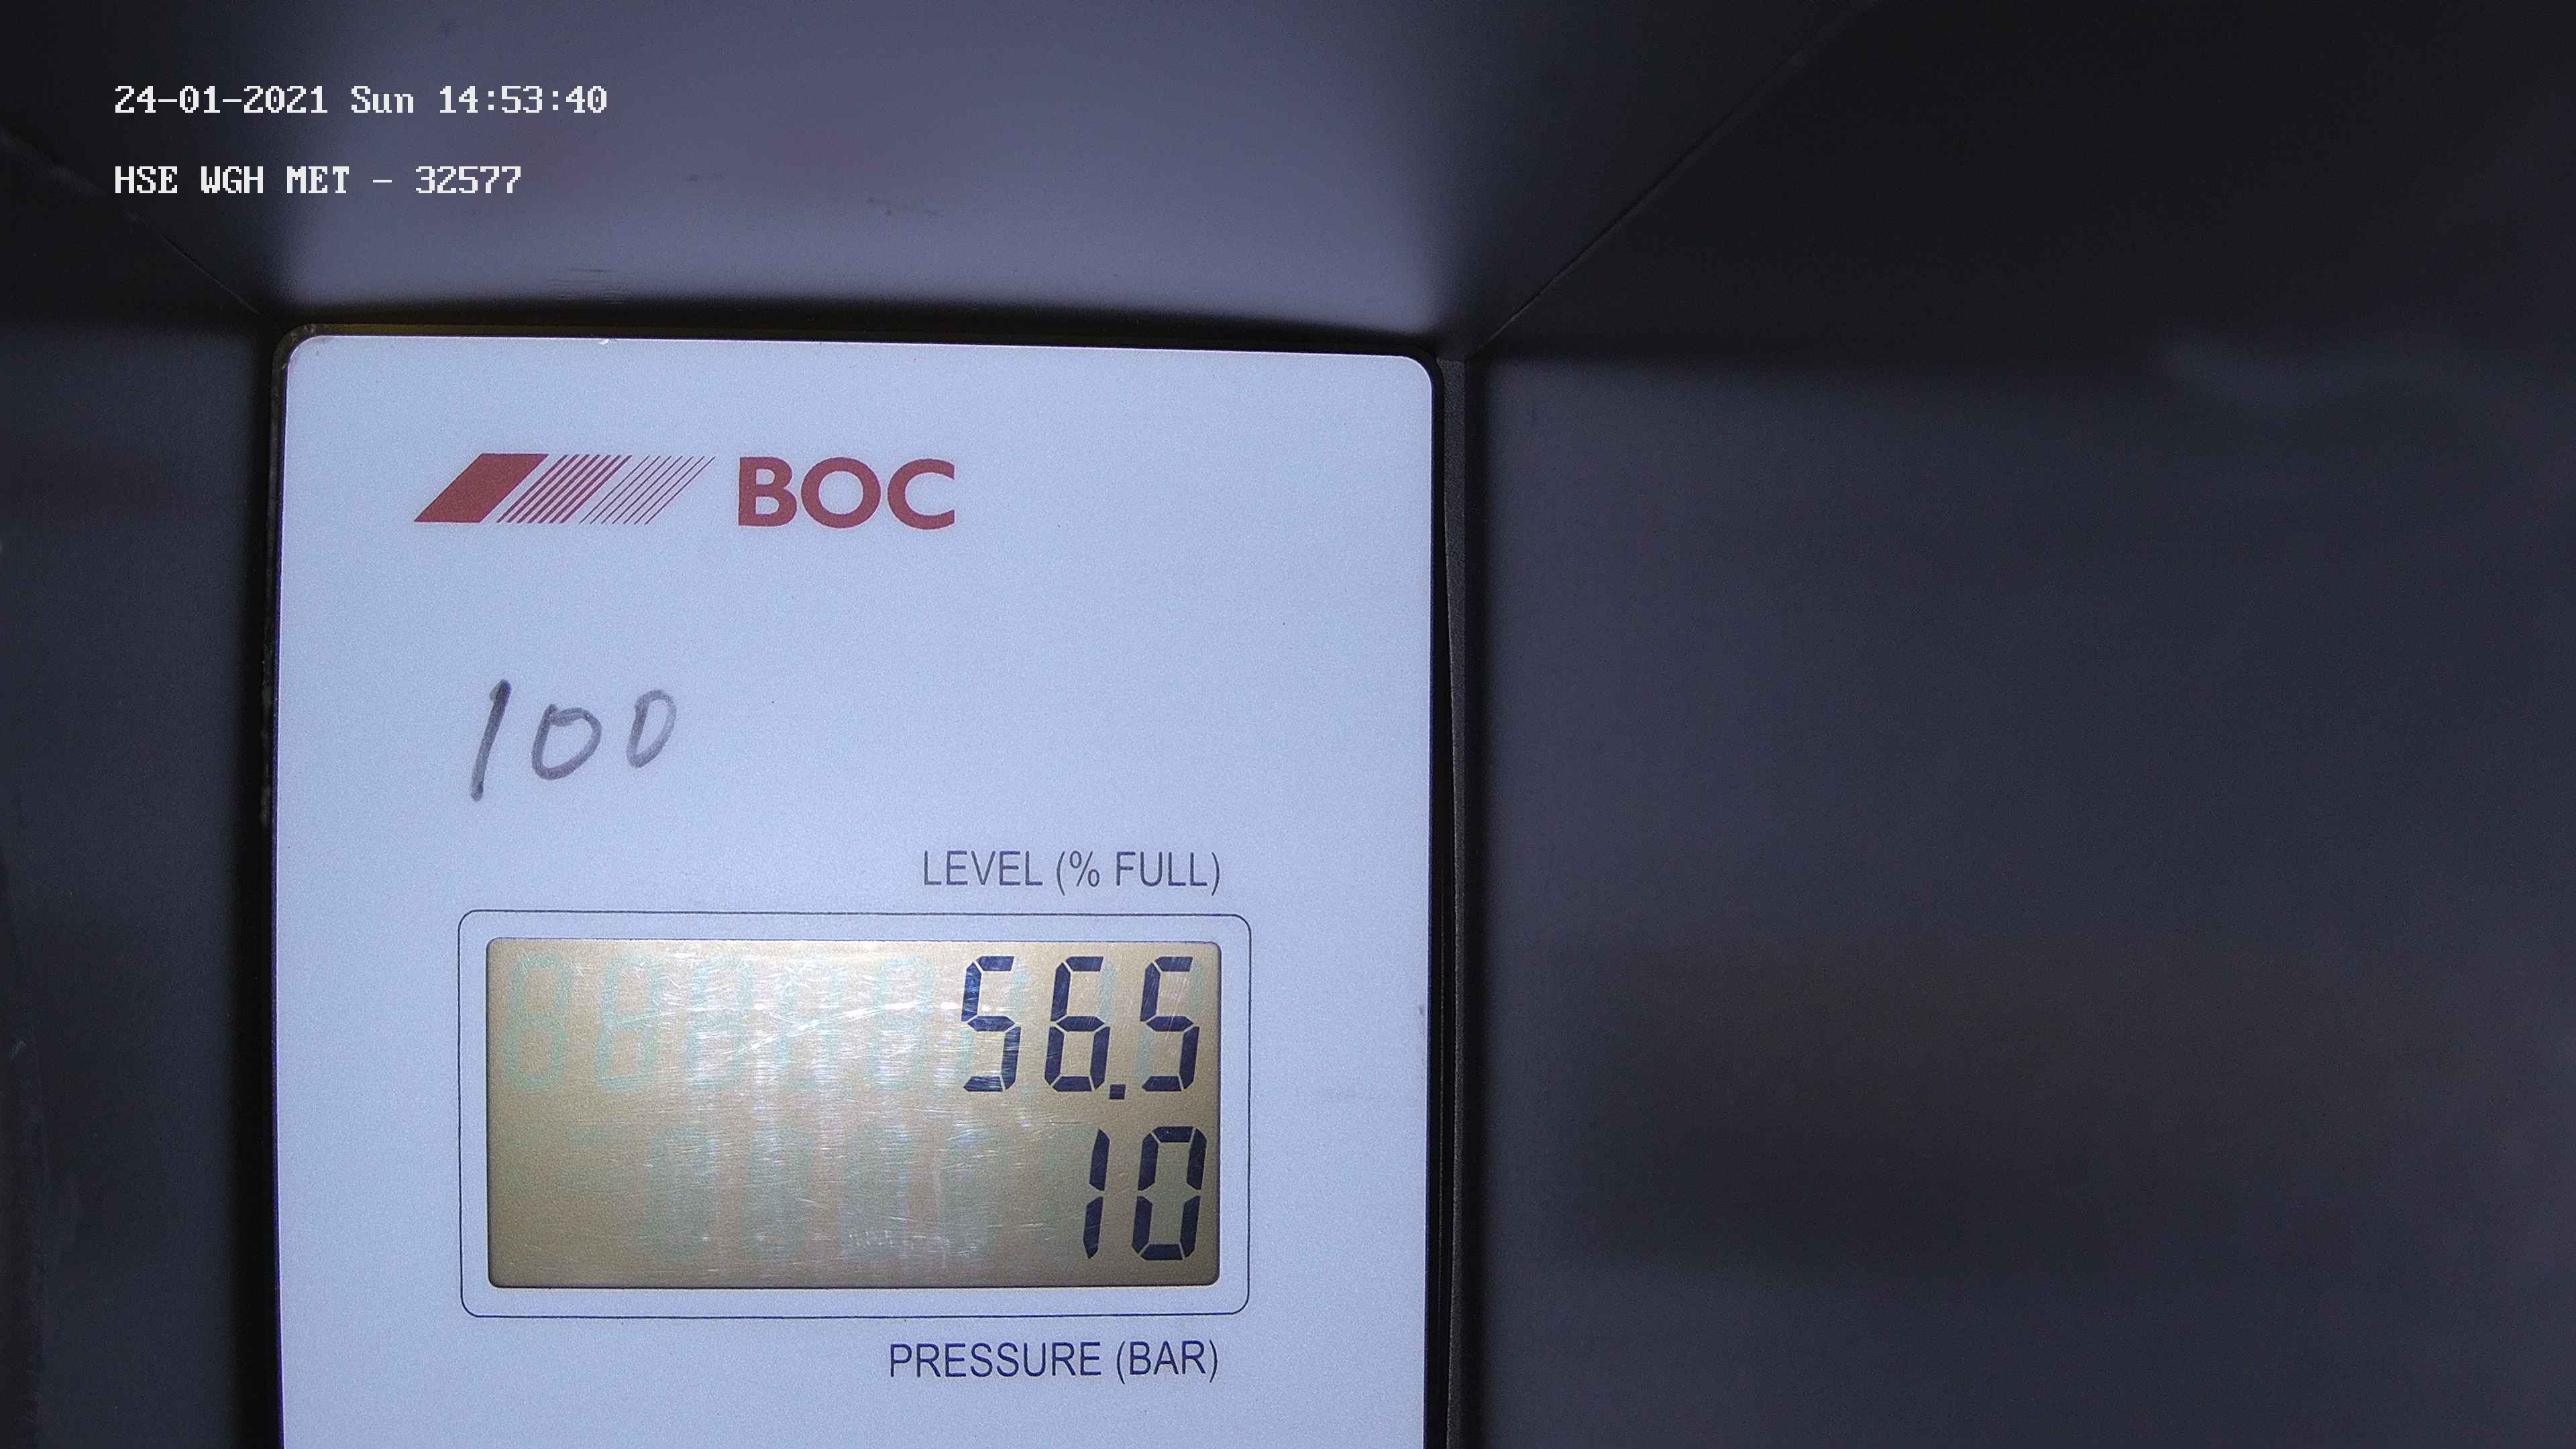 24-01-2021 Sun 14:53:40
HSE WGH MET - 32577
BOC
100
LEVEL (% FULL)
56.5
10
PRESSURE (BAR)